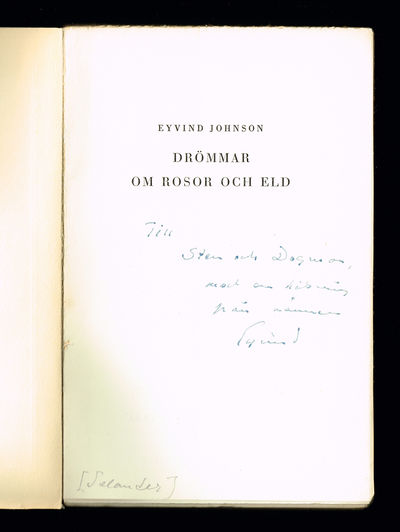 EYVIND JOHNSON
DRÖMMAR
OM ROSOR OCH ELD
Till
Sten och Dagmar,
med en hälsning
från vännen
Eyvind
[Selander]